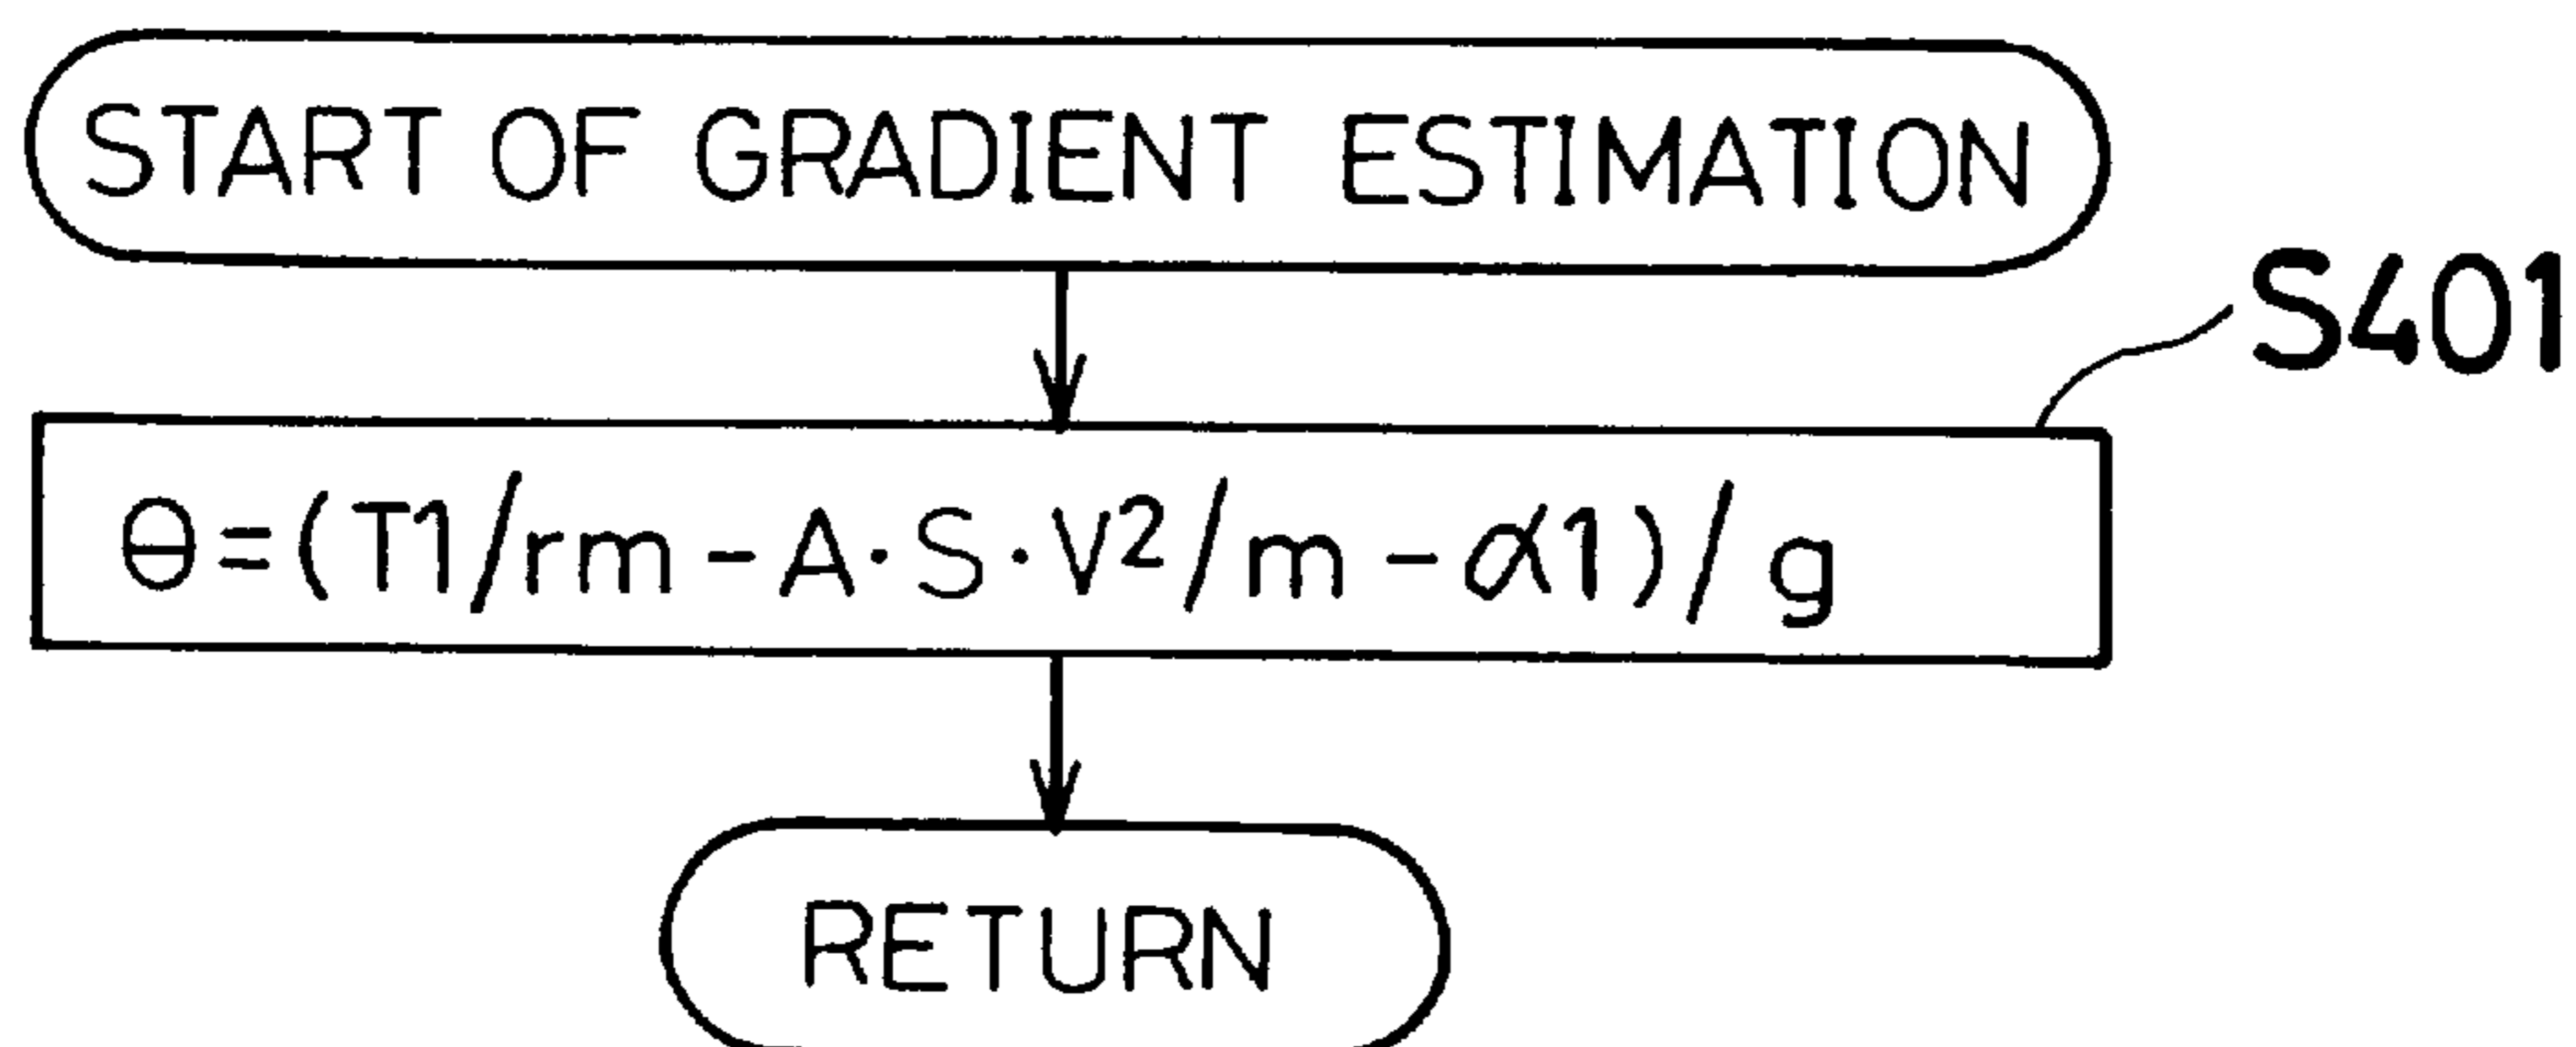 START OF GRADIENT ESTIMATION
S401
θ=(T1/rm-A·S·V²/m-α1)/g
RETURN